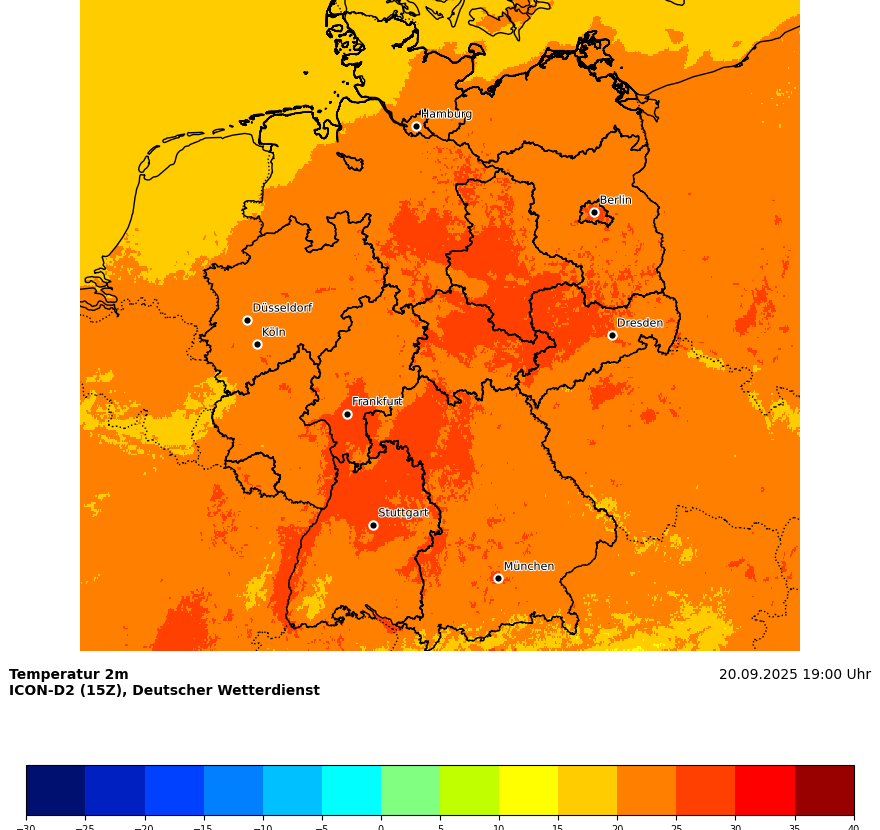 Hamburg
Berlin
Düsseldorf
Köln
Dresden
Frankfurt
Stuttgart
München
Temperatur 2m
20.09.2025 19:00 Uhr
ICON-D2 (15Z), Deutscher Wetterdienst
−30 −25 −20 −15 −10 −5 0 5 10 15 20 25 30 35 40